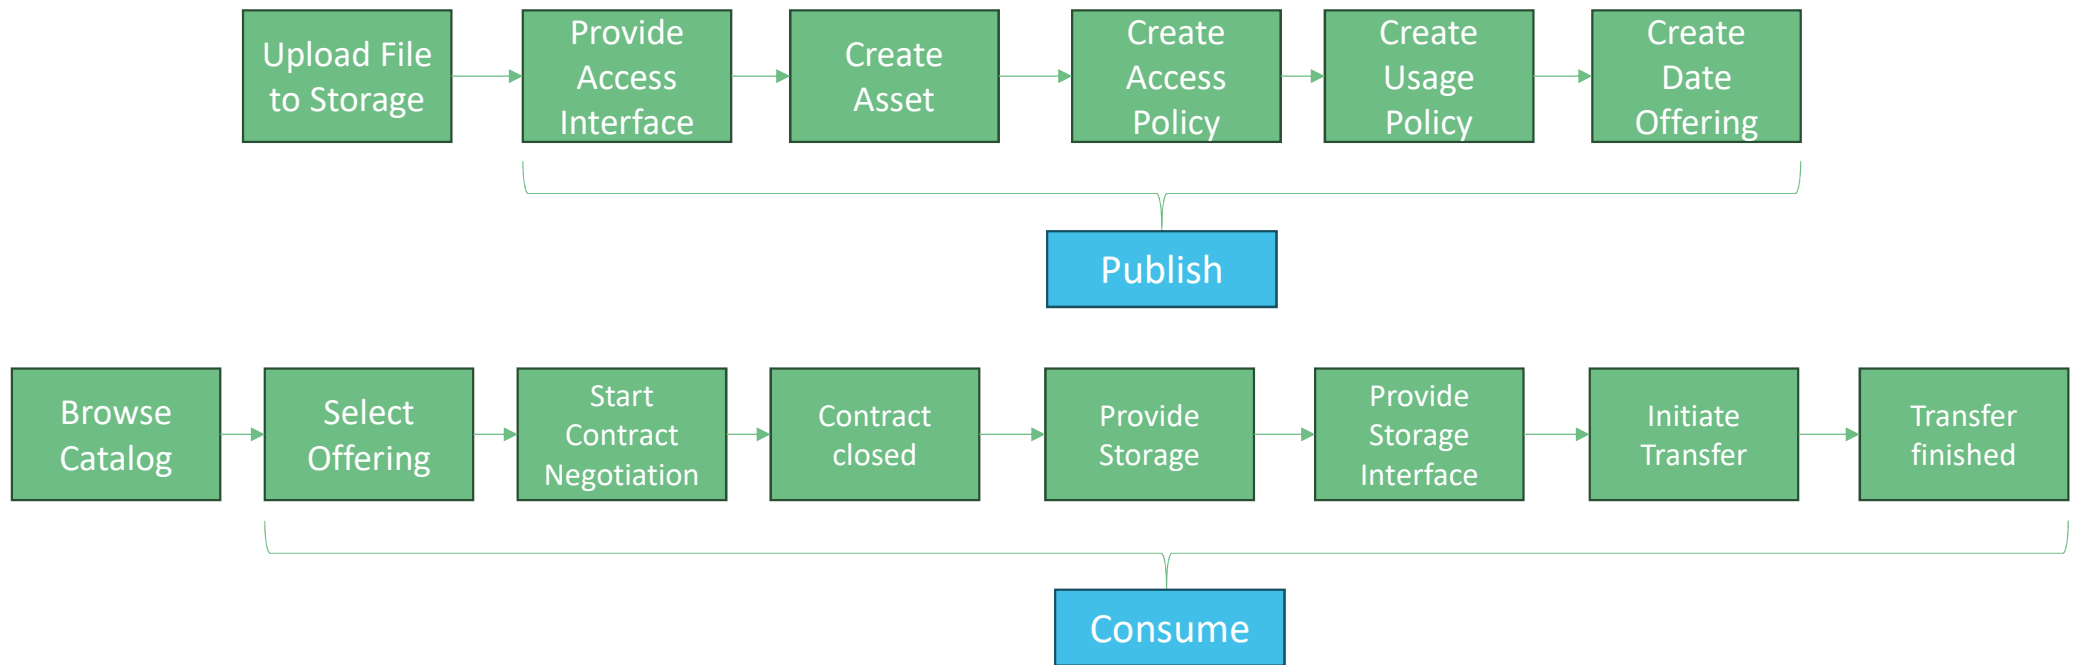 Upload File
to Storage
Provide
Access
Interface
Create
Asset
Create
Access
Policy
Create
Usage
Policy
Create
Date
Offering
Publish
Browse
Catalog
Select
Offering
Start
Contract
Negotiation
Contract
closed
Provide
Storage
Provide
Storage
Interface
Initiate
Transfer
Transfer
finished
Consume